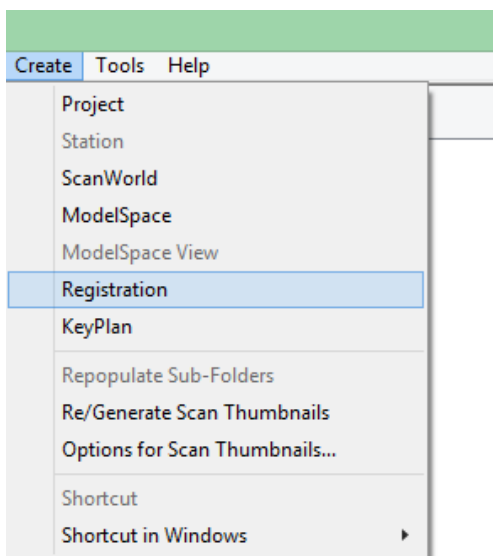 Create Tools Help
Project
Station
ScanWorld
ModelSpace
ModelSpace View
Registration
KeyPlan
Repopulate Sub-Folders
Re/Generate Scan Thumbnails
Options for Scan Thumbnails...
Shortcut
Shortcut in Windows